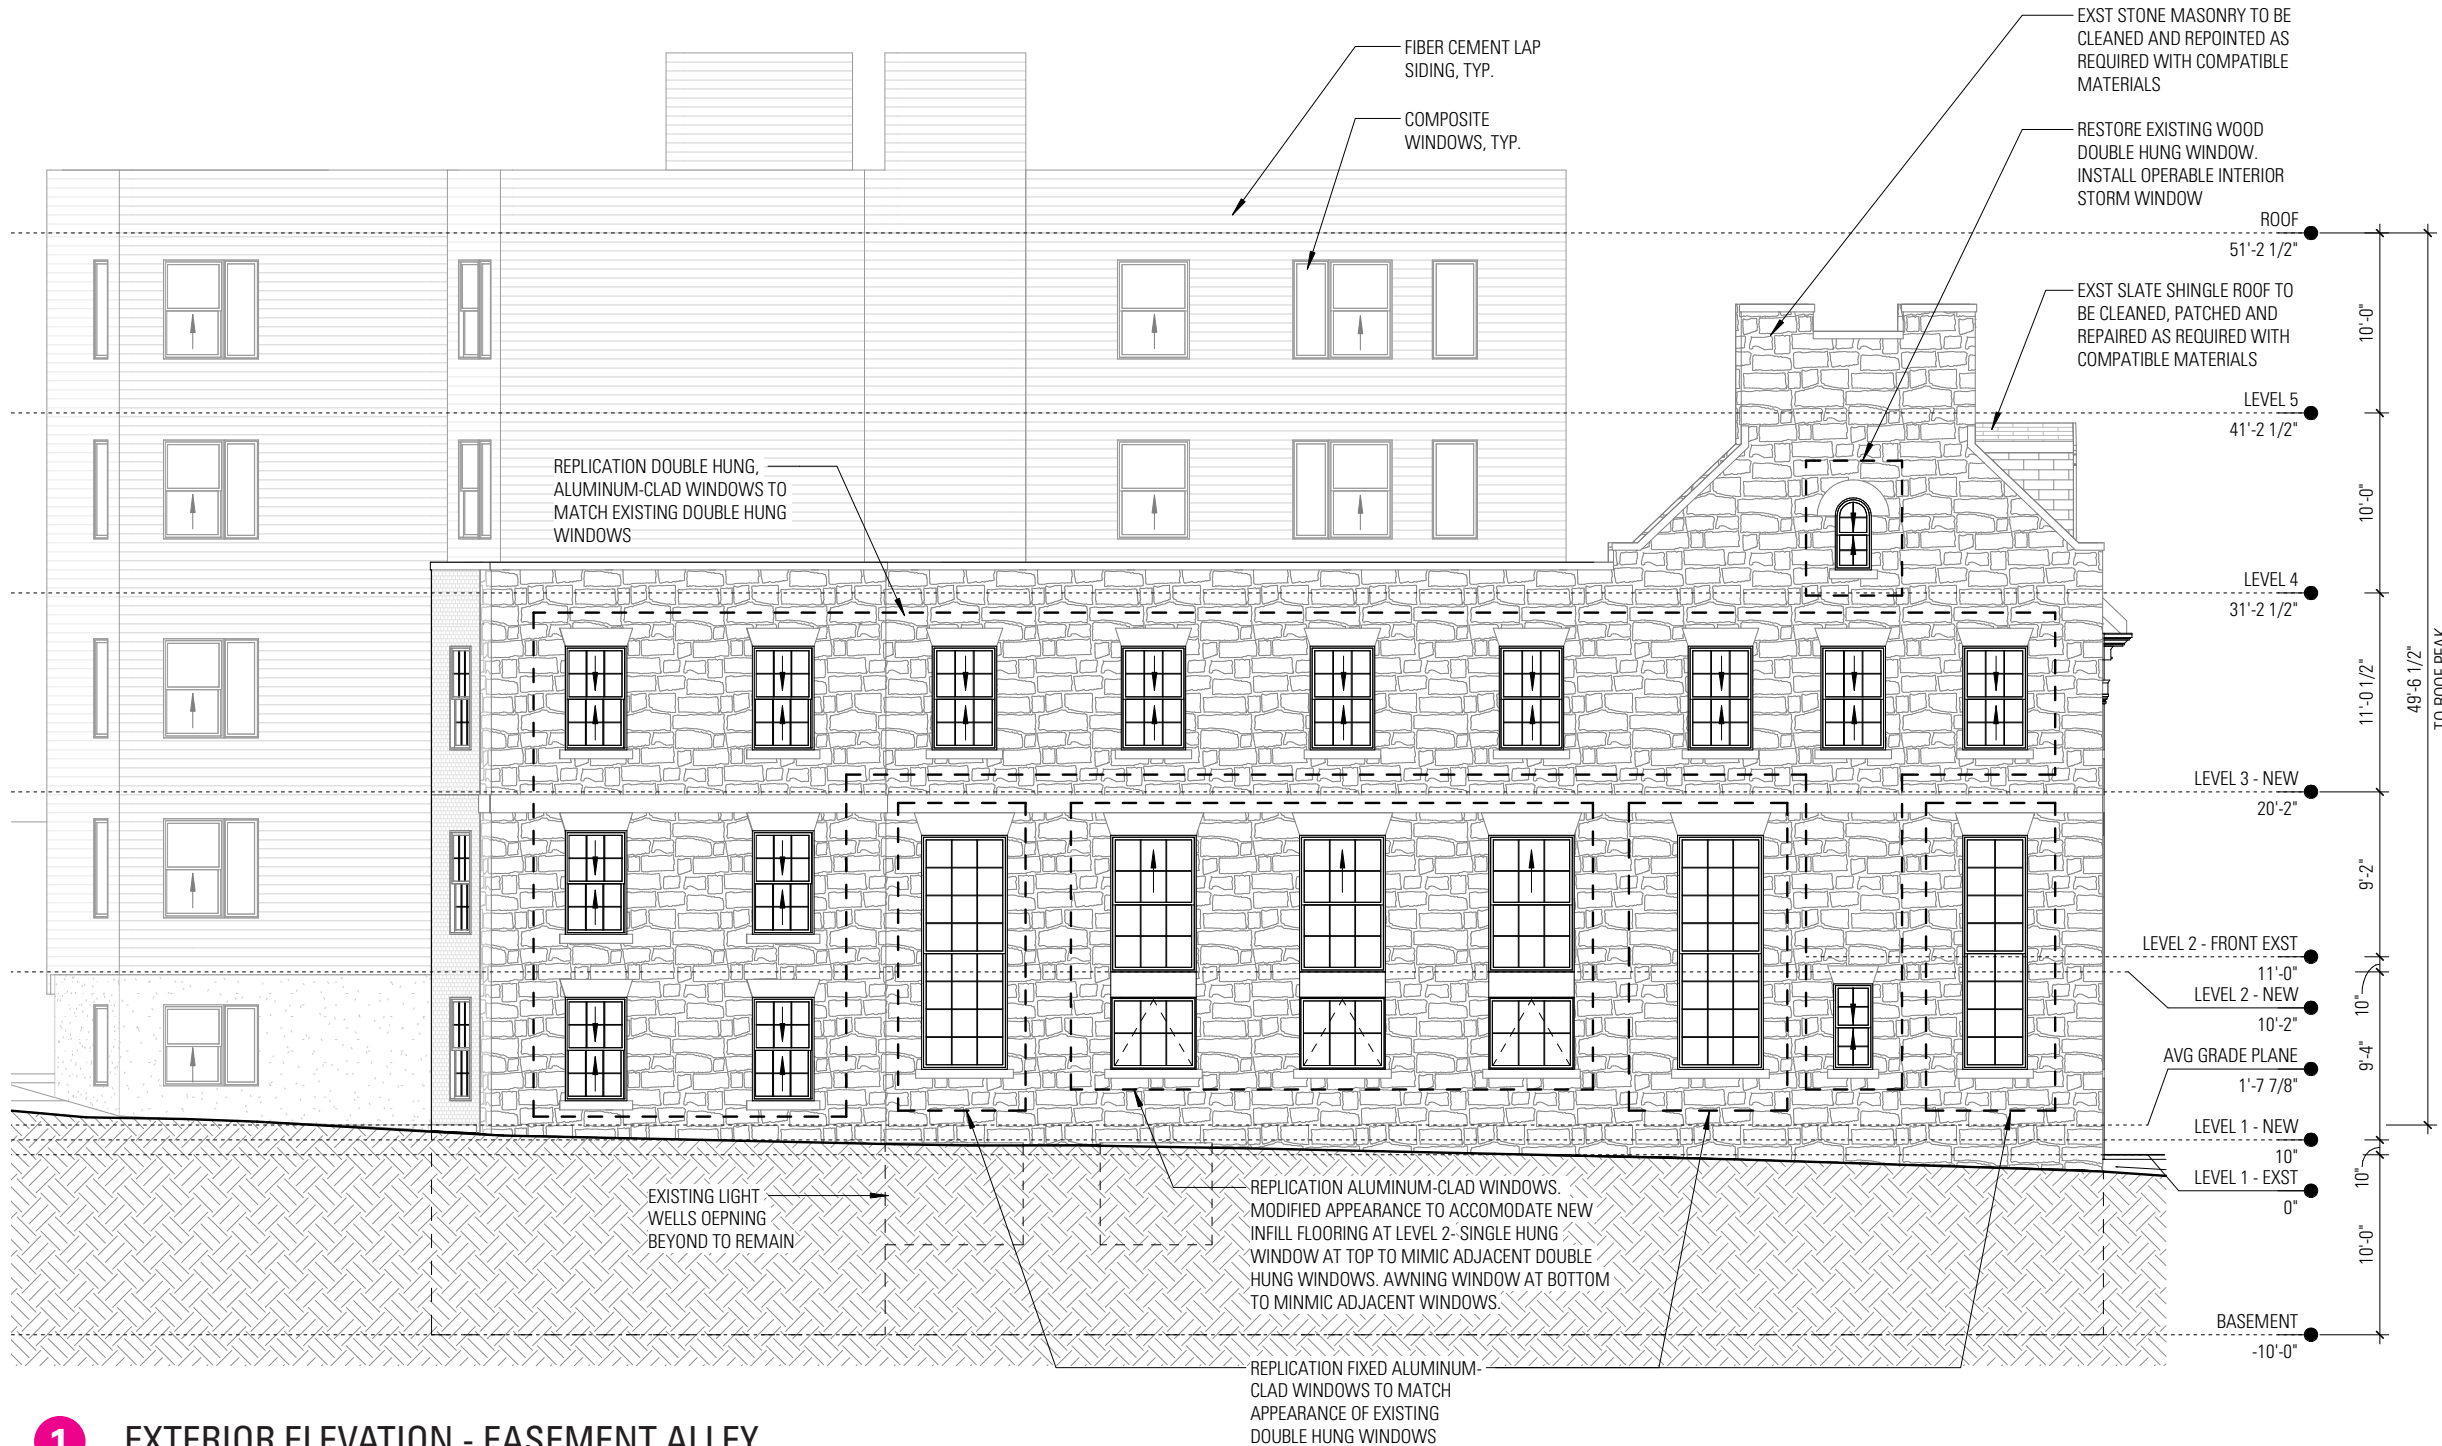 EXST STONE MASONRY TO BE
CLEANED AND REPOINTED AS
REQUIRED WITH COMPATIBLE
MATERIALS
FIBER CEMENT LAP
SIDING, TYP.
COMPOSITE
WINDOWS, TYP.
RESTORE EXISTING WOOD
DOUBLE HUNG WINDOW.
INSTALL OPERABLE INTERIOR
STORM WINDOW
ROOF
51'-2 1/2"
EXST SLATE SHINGLE ROOF TO
BE CLEANED, PATCHED AND
REPAIRED AS REQUIRED WITH
COMPATIBLE MATERIALS
10'-0"
LEVEL 5
41'-2 1/2"
REPLICATION DOUBLE HUNG,
ALUMINUM-CLAD WINDOWS TO
MATCH EXISTING DOUBLE HUNG
WINDOWS
10'-0"
LEVEL 4
31'-2 1/2"
11'-0 1/2"
49'-6 1/2"
TO ROOF PEAK
LEVEL 3 - NEW
20'-2"
9'-2"
LEVEL 2 - FRONT EXST
11'-0"
LEVEL 2 - NEW
10'-2"
10"
AVG GRADE PLANE
1'-7 7/8"
9'-4"
LEVEL 1 - NEW
10"
LEVEL 1 - EXST
0"
10"
EXISTING LIGHT
WELLS OEPNING
BEYOND TO REMAIN
REPLICATION ALUMINUM-CLAD WINDOWS.
MODIFIED APPEARANCE TO ACCOMODATE NEW
INFILL FLOORING AT LEVEL 2- SINGLE HUNG
WINDOW AT TOP TO MIMIC ADJACENT DOUBLE
HUNG WINDOWS. AWNING WINDOW AT BOTTOM
TO MINMIC ADJACENT WINDOWS.
10'-0"
BASEMENT
-10'-0"
REPLICATION FIXED ALUMINUM-
CLAD WINDOWS TO MATCH
APPEARANCE OF EXISTING
DOUBLE HUNG WINDOWS
1
EXTERIOR ELEVATION - EASEMENT ALLEY